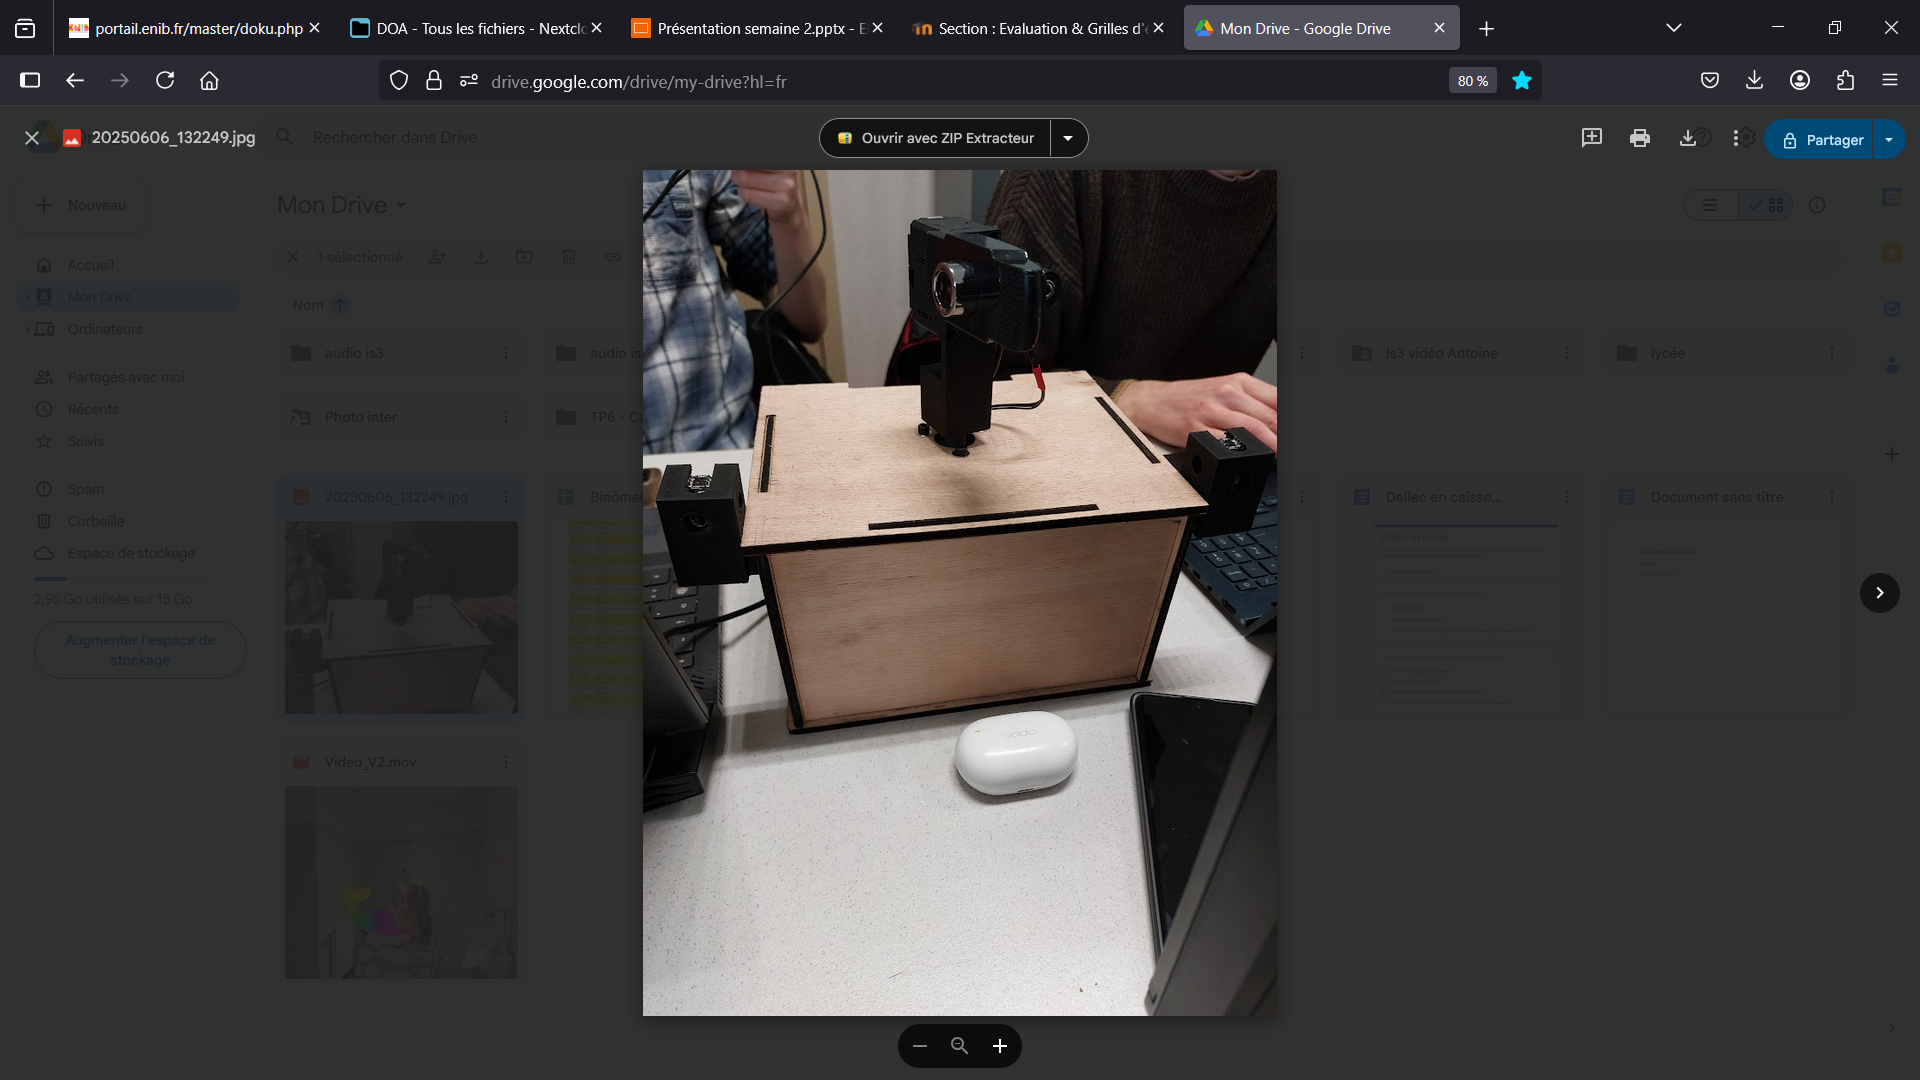 portail.enib.fr/master/doku.php
DOA - Tous les fichiers - Nextclo
Présentation semaine 2.pptx - E
Section : Evaluation & Grilles d'é
Mon Drive - Google Drive
drive.google.com/drive/my-drive?hl=fr
80 %
20250606_132249.jpg
Rechercher dans Drive
Ouvrir avec ZIP Extracteur
Partager
Nouveau
Mon Drive
1 sélectionné
Accueil
Mon Drive
Ordinateurs
Partagés avec moi
Récents
Suivis
Spam
Corbeille
Espace de stockage
2,95 Go utilisés sur 15 Go
Augmenter l'espace de
stockage
Nom
audio is3
audio is
Is3 vidéo Antoine
lycée
Photo inter
TP6 - C
20250606_132249.jpg
Binôme
Dellec en caisse...
Document sans titre
Video_V2.mov
oppo